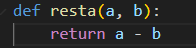 def resta(a, b):
    return a - b